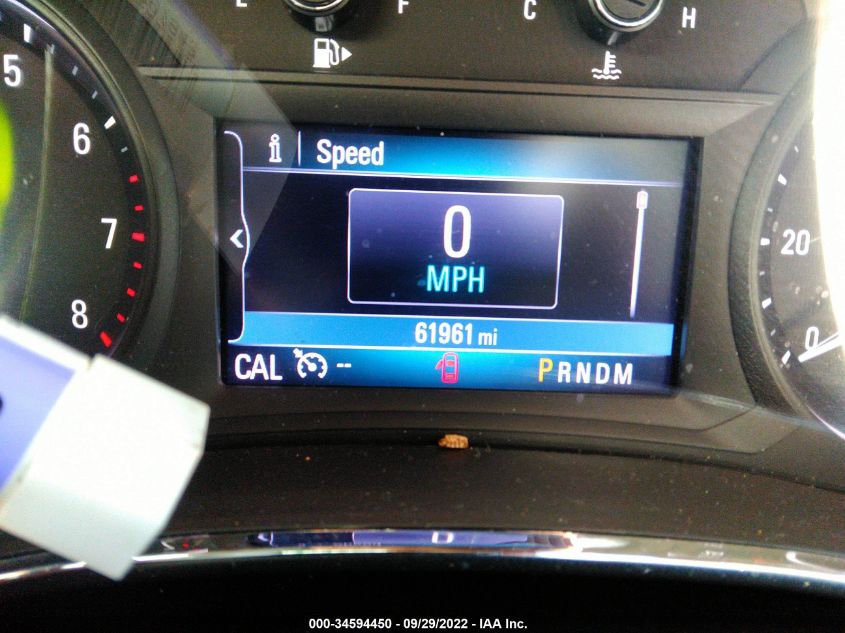 E F C H
5
6
7
8
i Speed
0
MPH
61961 mi
CAL -- PRNDM
20
0
000-34594450 - 09/29/2022 - IAA Inc.